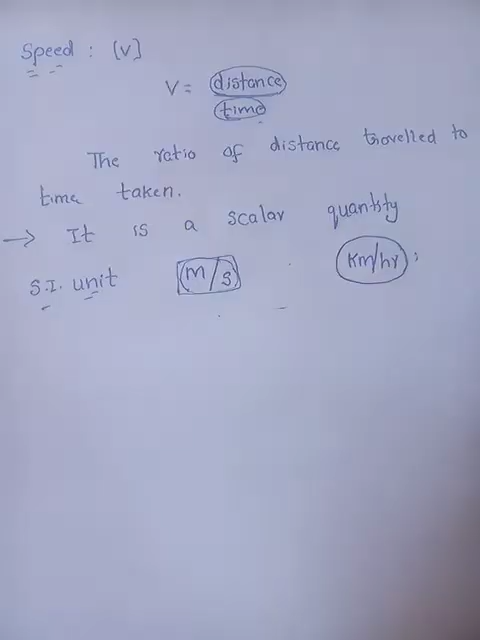 Speed : [v]
V = distance
time
The ratio of distance travelled to
time taken.
→ It is a scalar quantity
S.I. unit (m/s) km/hr;